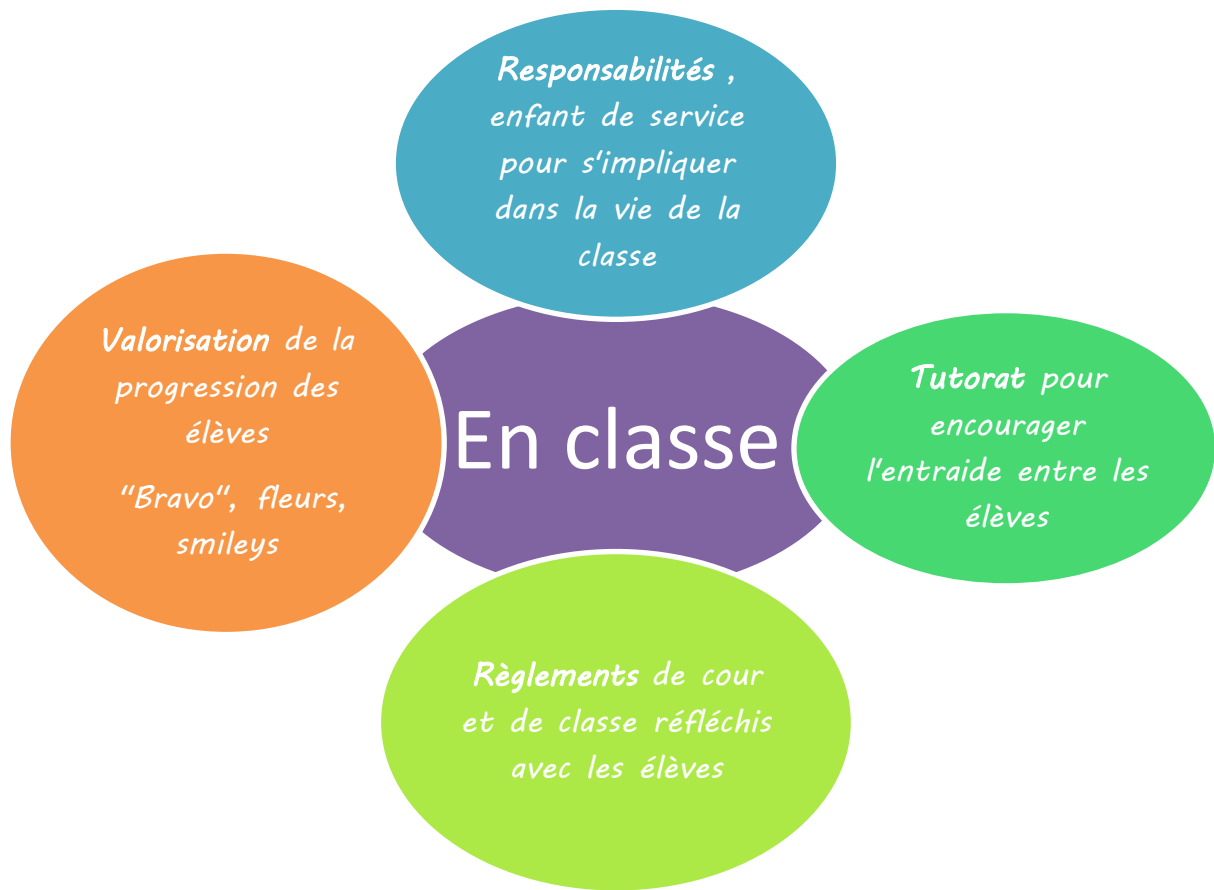 Responsabilités ,
enfant de service
pour s'impliquer
dans la vie de la
classe
Valorisation de la
progression des
élèves
"Bravo", fleurs,
smileys
En classe
Tutorat pour
encourager
l'entraide entre les
élèves
Règlements de cour
et de classe réfléchis
avec les élèves